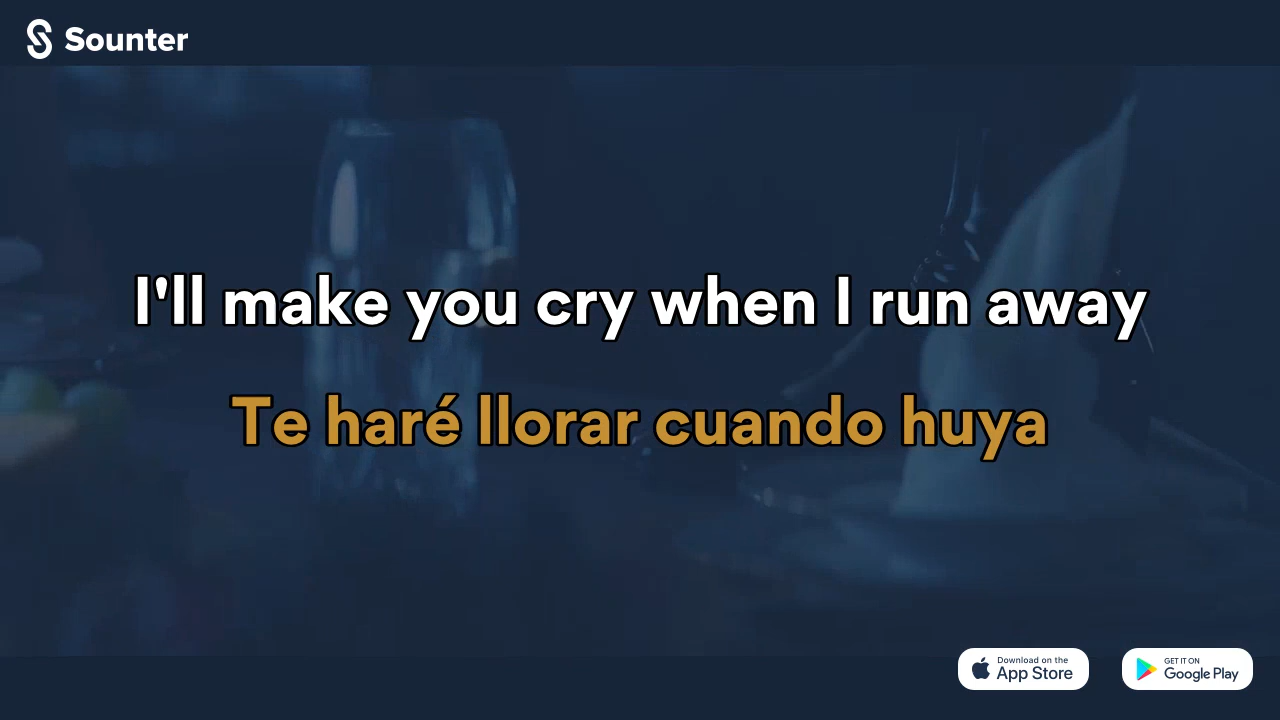 Sounter
I'll make you cry when I run away
Te haré llorar cuando huya
Download on the
App Store
GET IT ON
Google Play